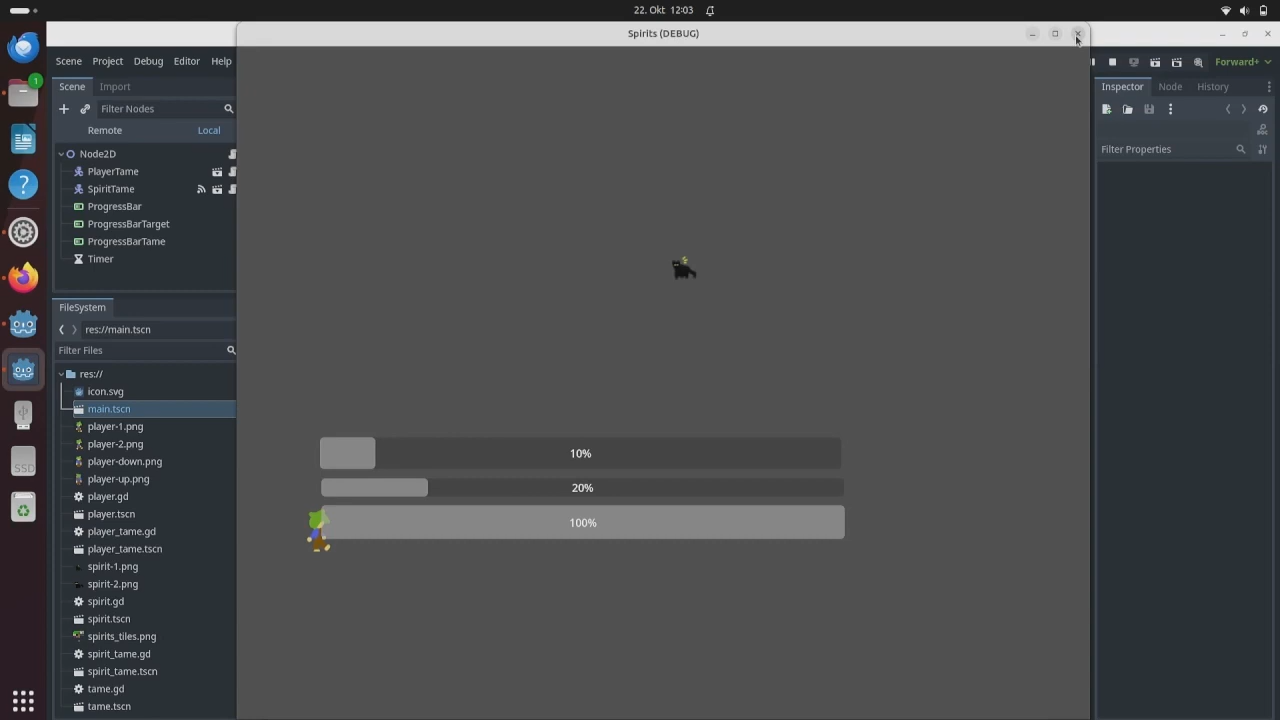 22. Okt 12:03
Spirits (DEBUG)
Scene Project Debug Editor Help
Forward+
Scene Import
Filter Nodes
Remote Local
Node2D
PlayerTame
SpiritTame
ProgressBar
ProgressBarTarget
ProgressBarTame
Timer
FileSystem
res://main.tscn
Filter Files
res://
icon.svg
main.tscn
player-1.png
player-2.png
player-down.png
player-up.png
player.gd
player.tscn
player_tame.gd
player_tame.tscn
spirit-1.png
spirit-2.png
spirit.gd
spirit.tscn
spirits_tiles.png
spirit_tame.gd
spirit_tame.tscn
tame.gd
tame.tscn
1
SSD
10%
20%
100%
Inspector Node History
Filter Properties
DOC